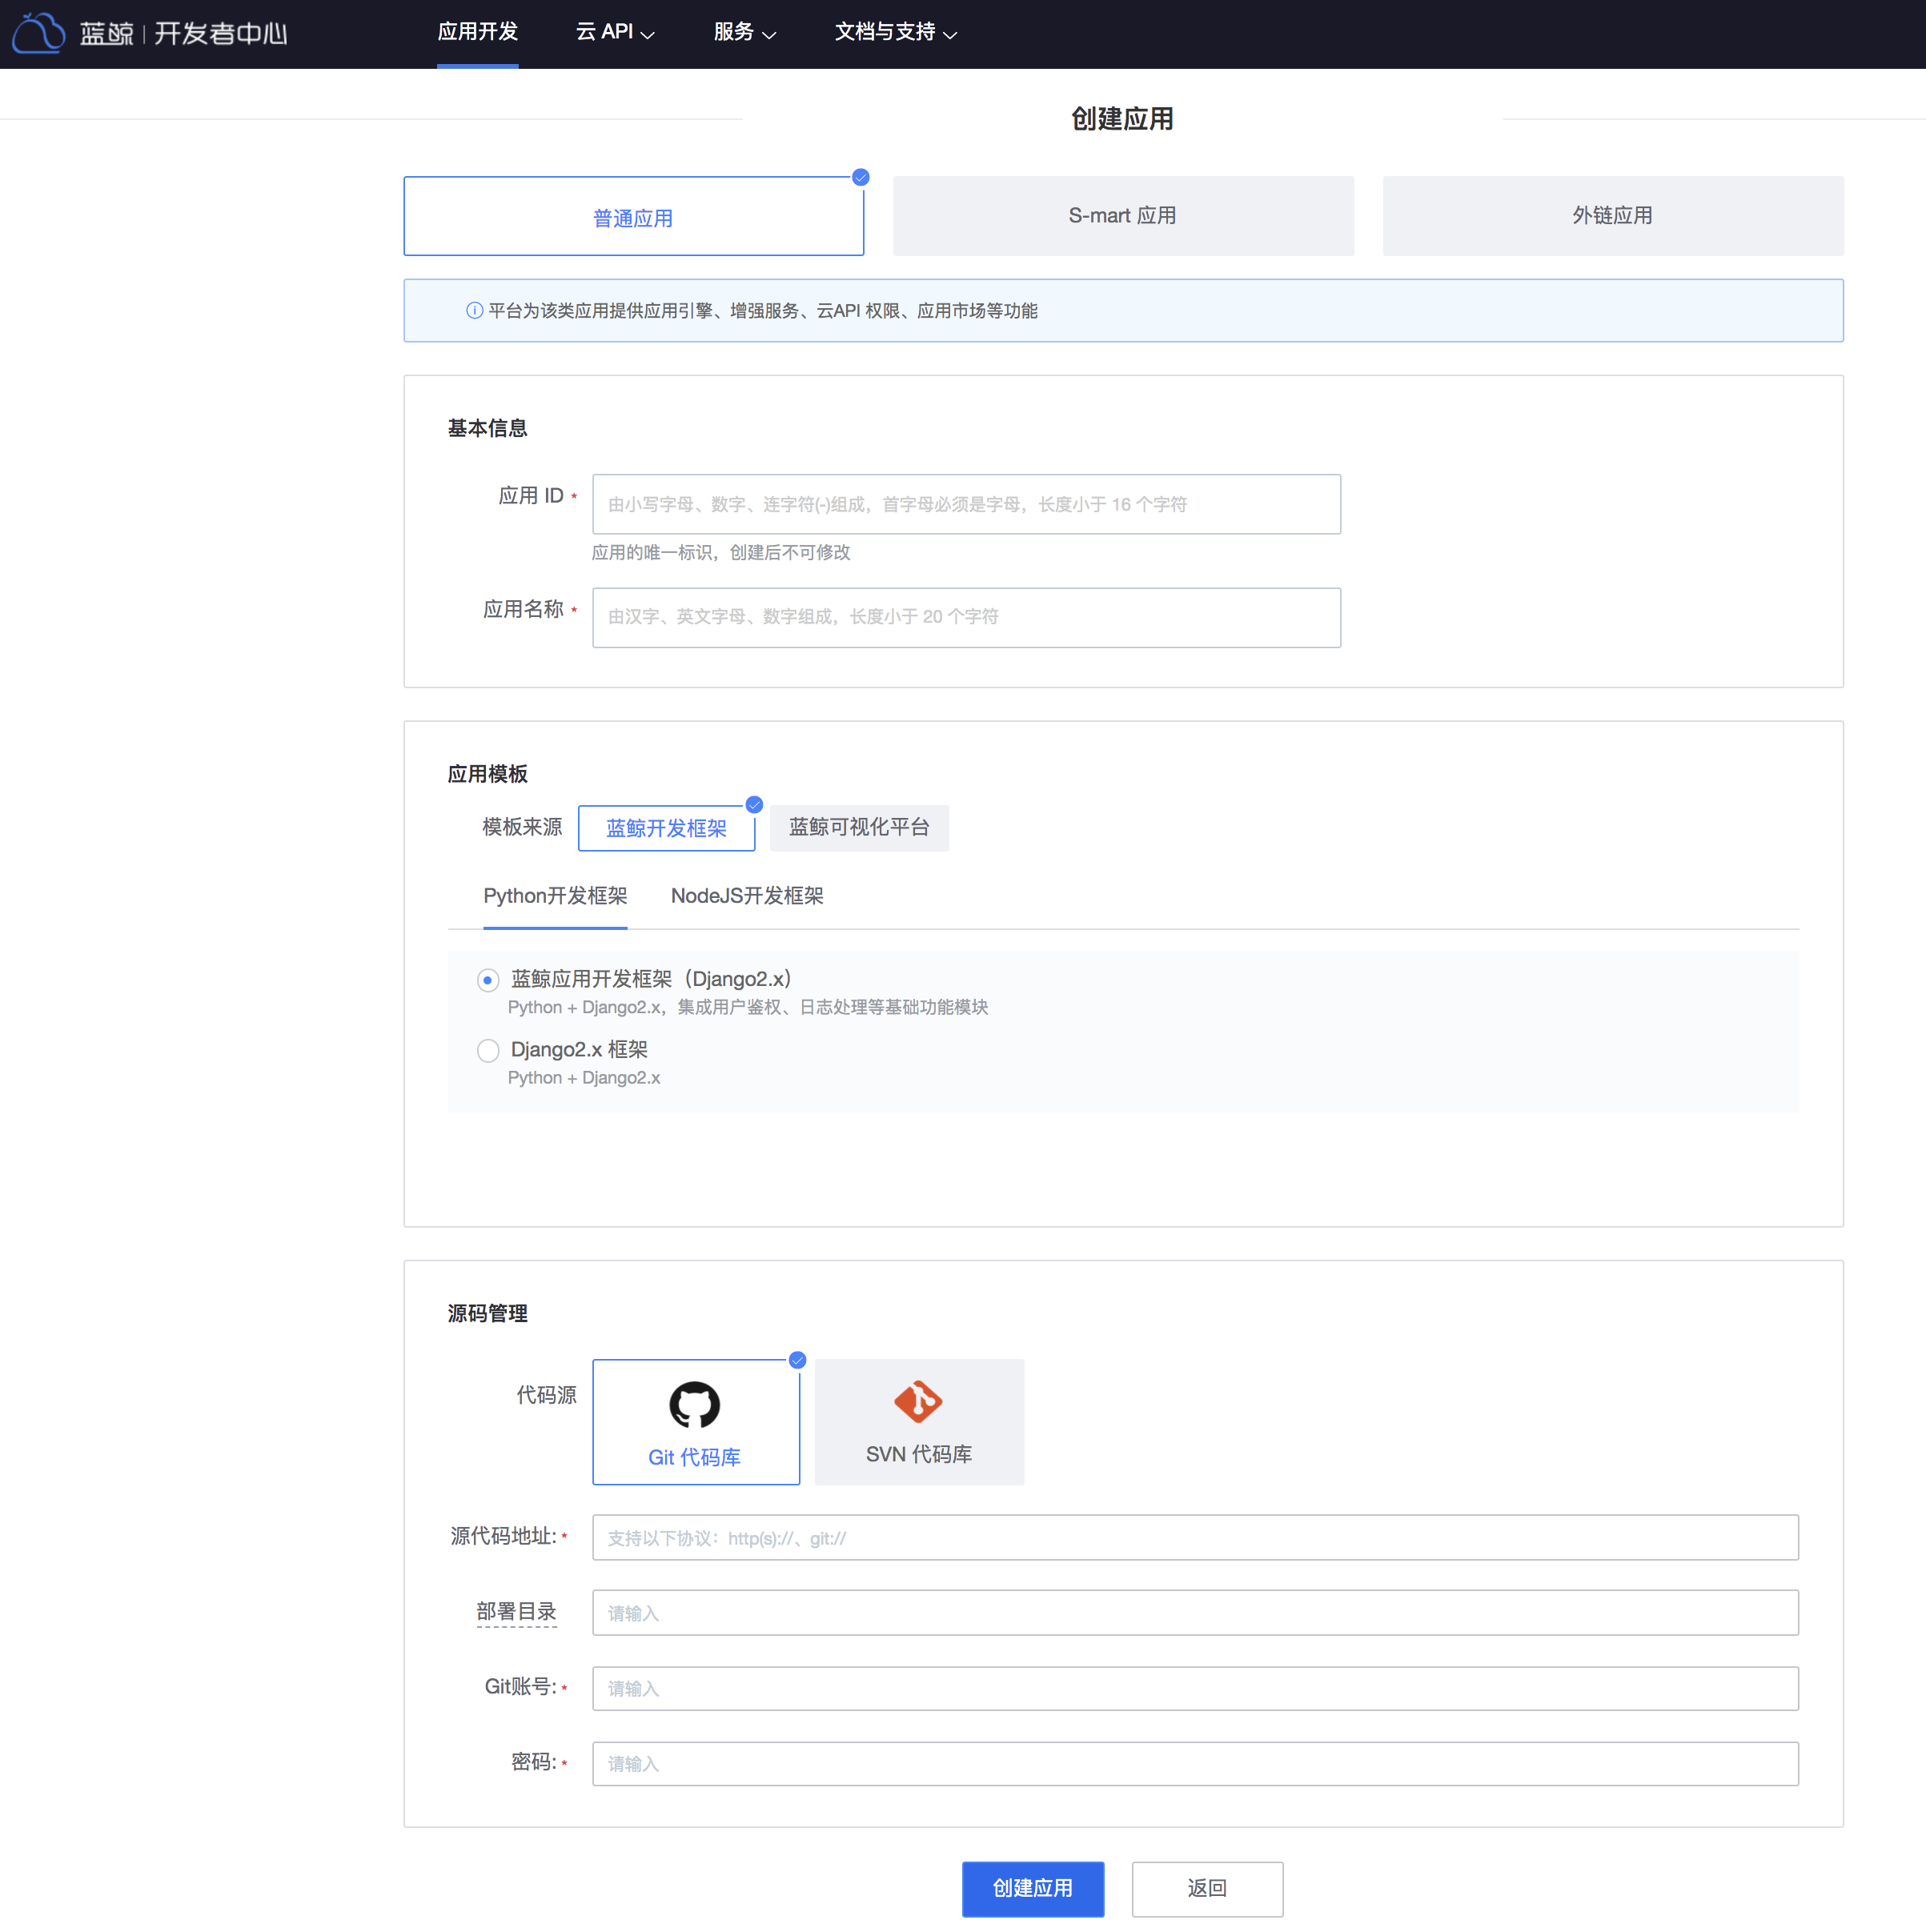 蓝鲸 | 开发者中心 应用开发 云 API 服务 文档与支持
创建应用
普通应用 S-mart 应用 外链应用
平台为该类应用提供应用引擎、增强服务、云API 权限、应用市场等功能
基本信息
应用 ID * 由小写字母、数字、连字符(-)组成，首字母必须是字母，长度小于 16 个字符
应用的唯一标识，创建后不可修改
应用名称 * 由汉字、英文字母、数字组成，长度小于 20 个字符
应用模板
模板来源 蓝鲸开发框架 蓝鲸可视化平台
Python开发框架 NodeJS开发框架
蓝鲸应用开发框架（Django2.x）
Python + Django2.x，集成用户鉴权、日志处理等基础功能模块
Django2.x 框架
Python + Django2.x
源码管理
代码源 Git 代码库 SVN 代码库
源代码地址: * 支持以下协议：http(s)://、git://
部署目录 请输入
Git账号: * 请输入
密码: * 请输入
创建应用 返回